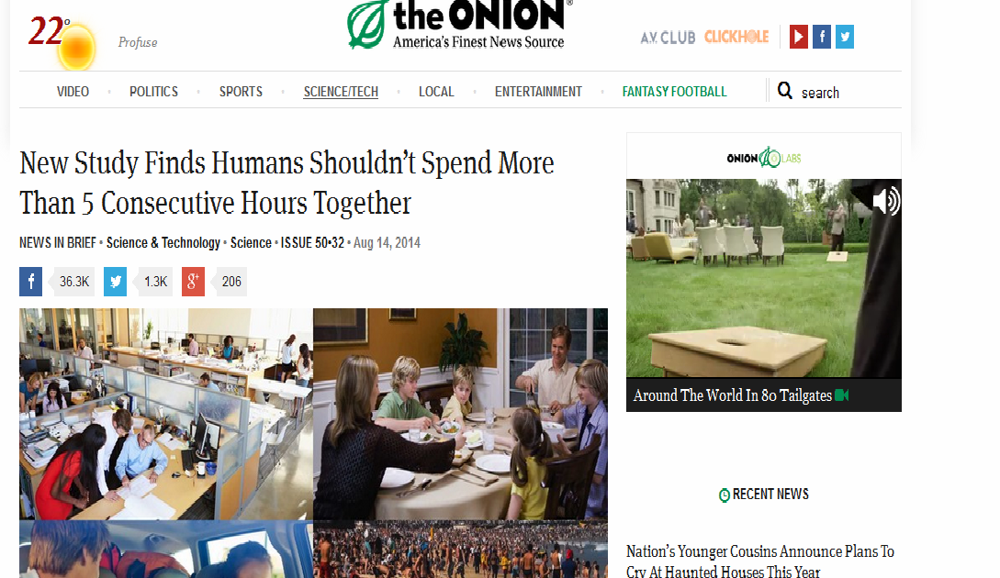 22°
Profuse
the ONION®
America's Finest News Source
A.V. CLUB CLICKHOLE
VIDEO • POLITICS • SPORTS • SCIENCE/TECH • LOCAL • ENTERTAINMENT • FANTASY FOOTBALL
search
New Study Finds Humans Shouldn't Spend More
Than 5 Consecutive Hours Together
NEWS IN BRIEF • Science & Technology • Science • ISSUE 50•32 • Aug 14, 2014
f 36.3K 1.3K g+ 206
ONION LABS
Around The World In 80 Tailgates
RECENT NEWS
Nation's Younger Cousins Announce Plans To
Cry At Haunted Houses This Year